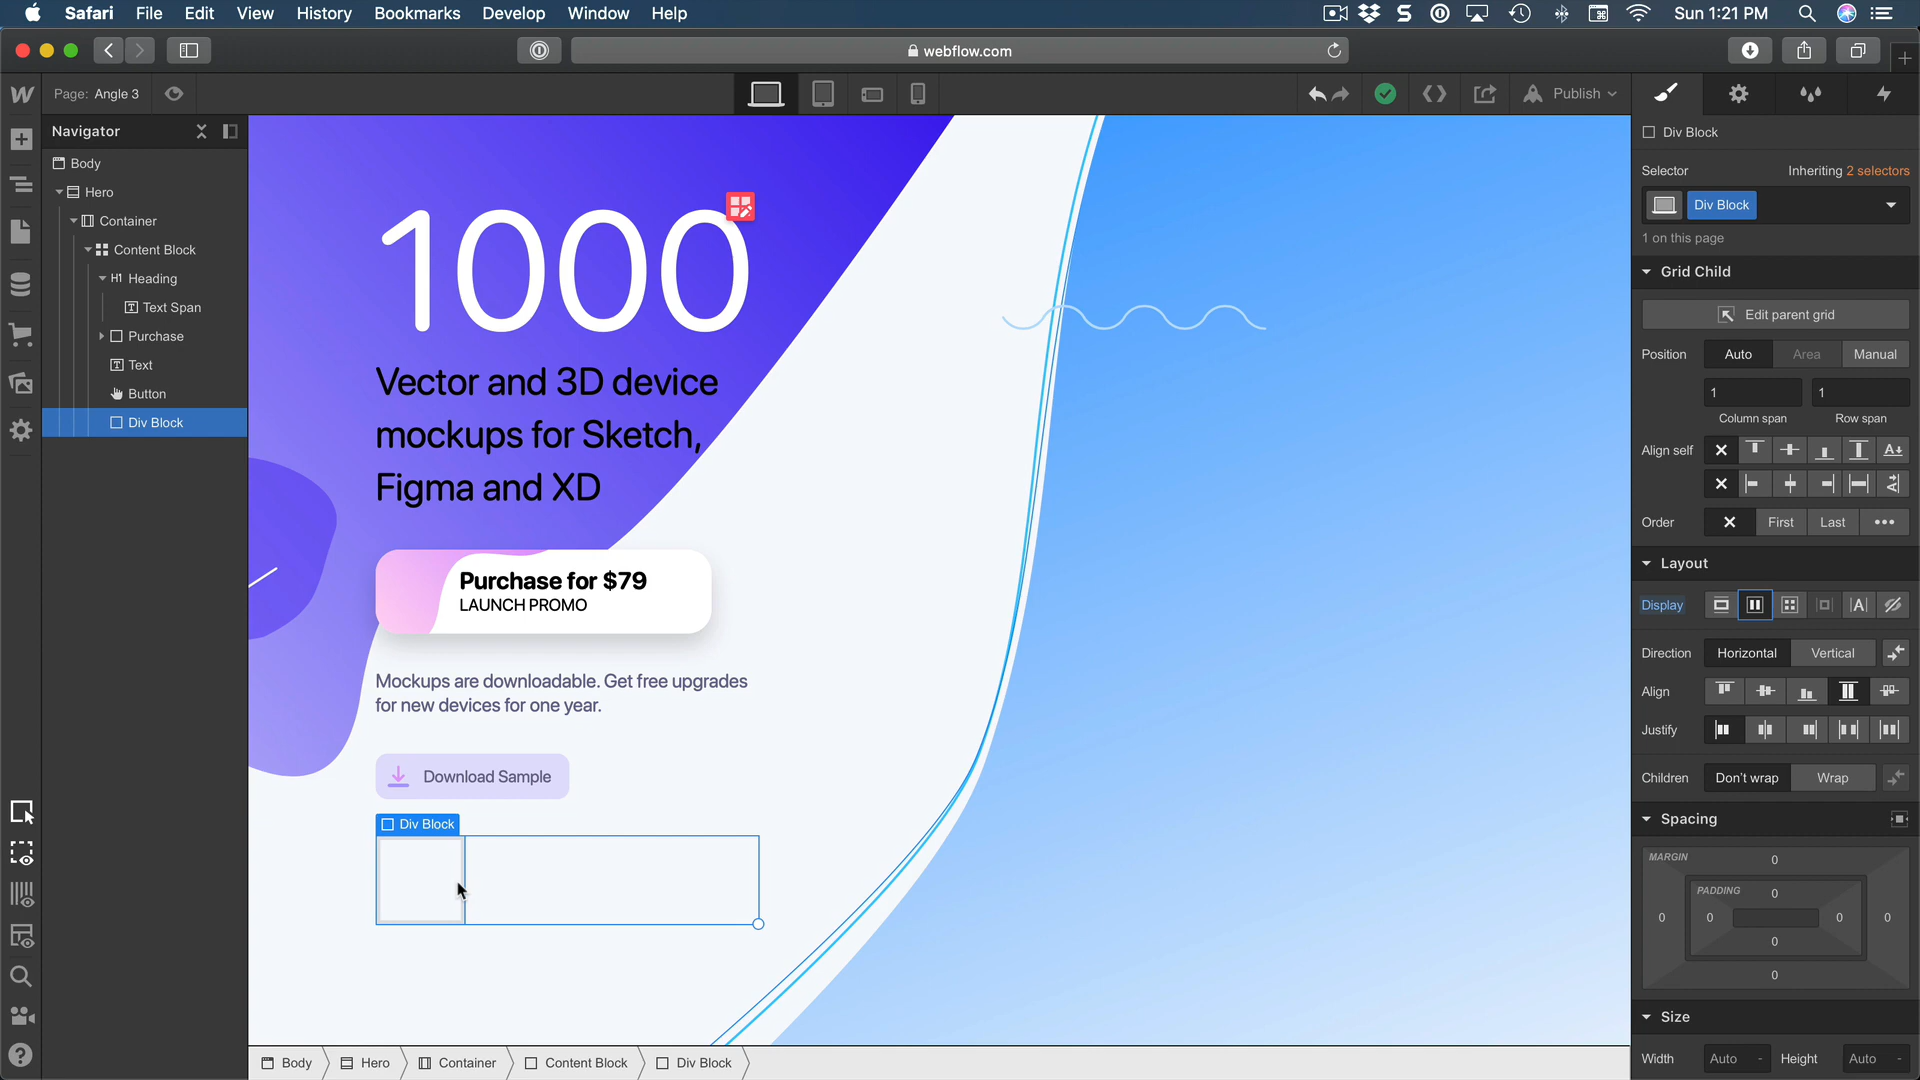 Safari File Edit View History Bookmarks Develop Window Help
Sun 1:21 PM
webflow.com
Page: Angle 3
Publish
Navigator
Body
Hero
Container
Content Block
H1 Heading
Text Span
Purchase
Text
Button
Div Block
1000
Vector and 3D device
mockups for Sketch,
Figma and XD
Purchase for $79
LAUNCH PROMO
Mockups are downloadable. Get free upgrades
for new devices for one year.
Download Sample
Div Block
Body Hero Container Content Block Div Block
Div Block
Selector Inheriting 2 selectors
Div Block
1 on this page
Grid Child
Edit parent grid
Position Auto Area Manual
1 1
Column span Row span
Align self
Order First Last
Layout
Display
Direction Horizontal Vertical
Align
Justify
Children Don't wrap Wrap
Spacing
MARGIN
0
PADDING
0
0 0 0 0
0
0
Size
Width Auto - Height Auto -